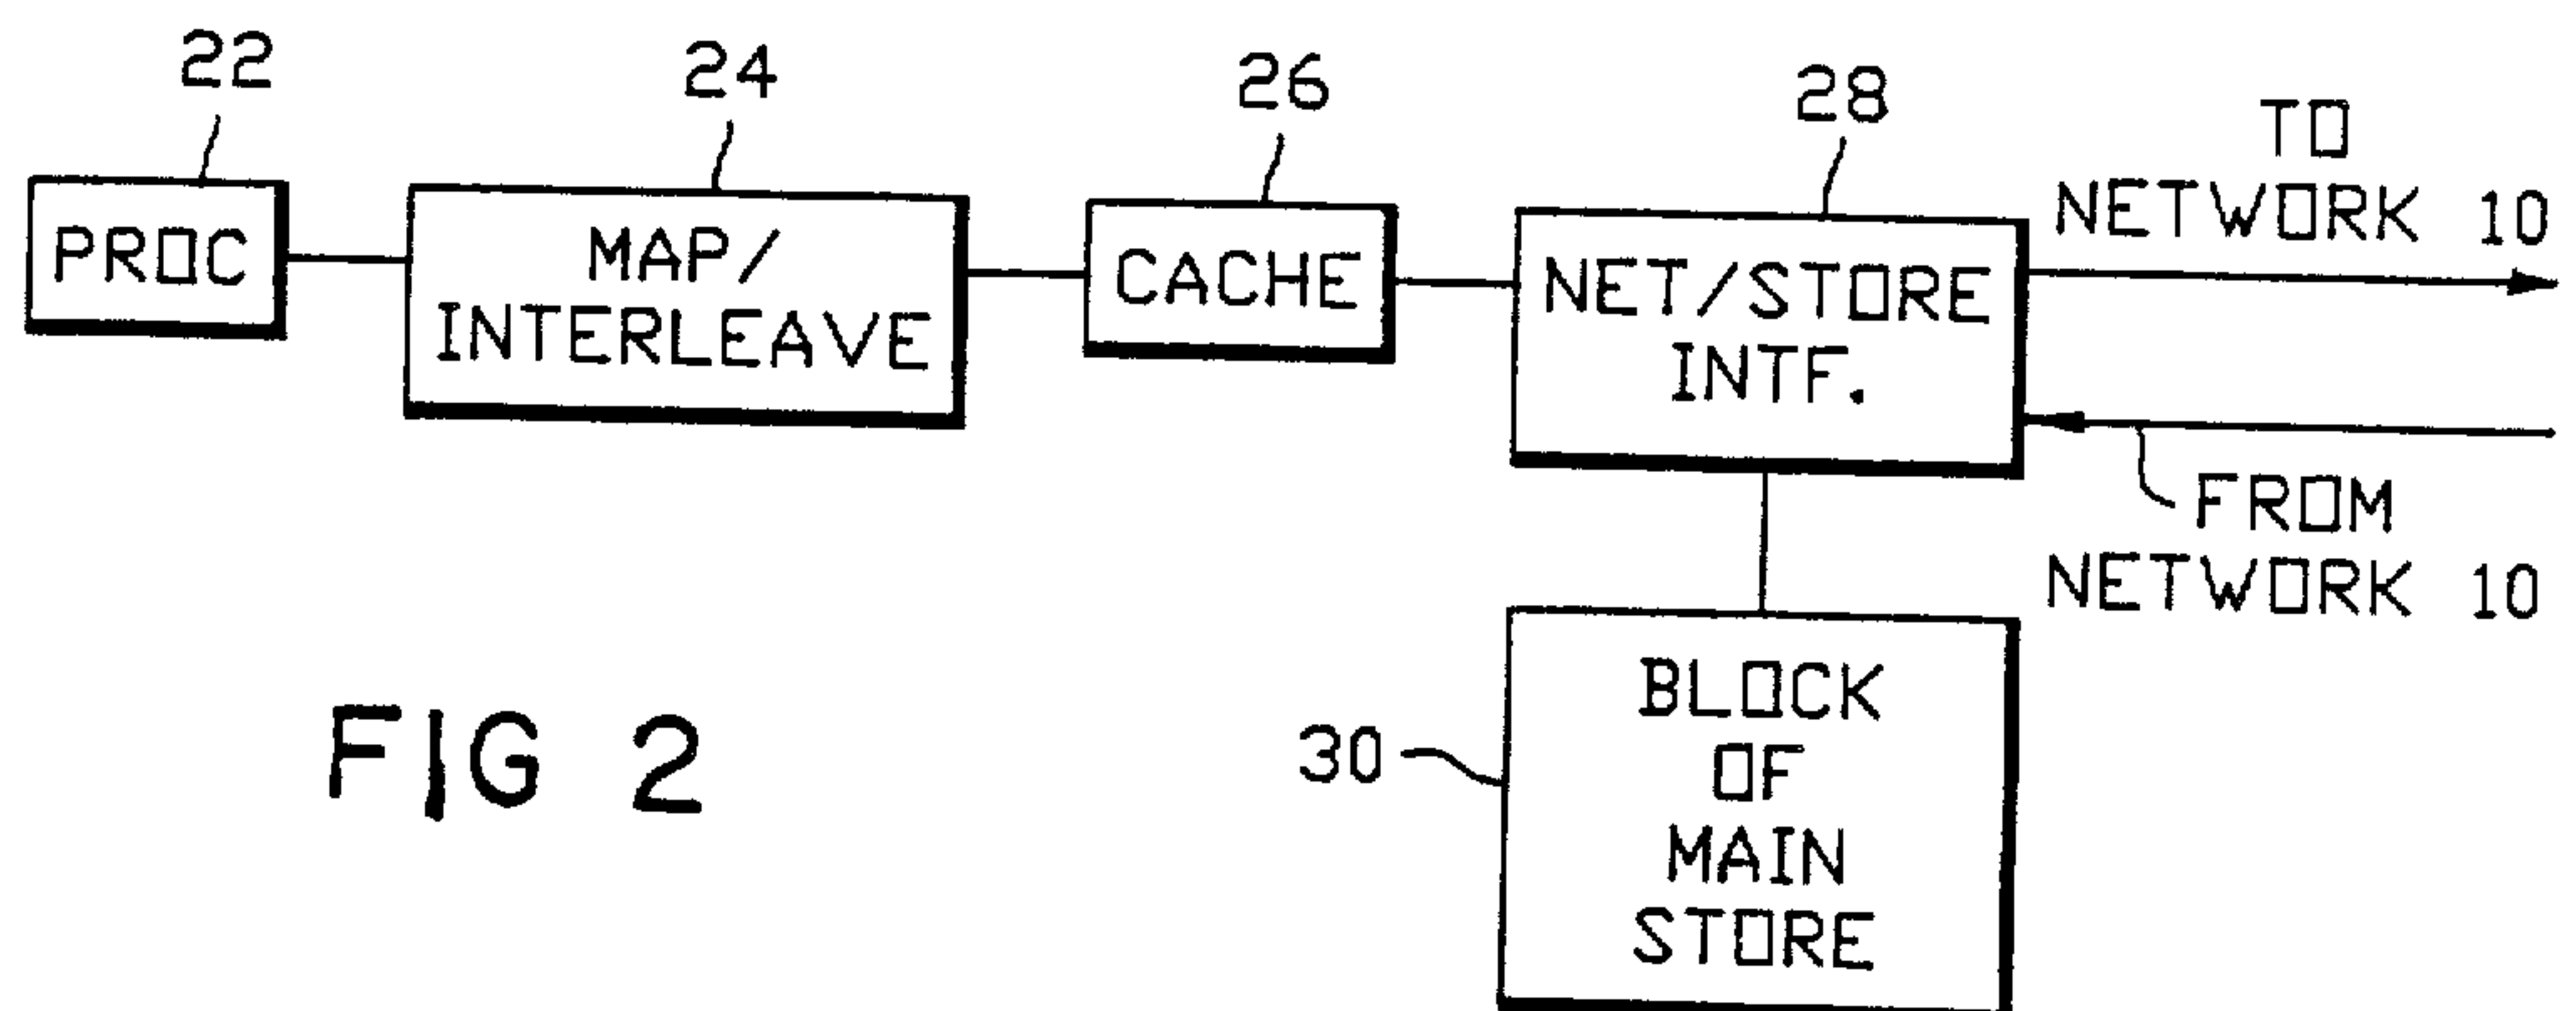 22
24
26
28
TO
NETWORK 10
PROC
MAP/
INTERLEAVE
CACHE
NET/STORE
INTF.
FROM
NETWORK 10
30
BLOCK
OF
MAIN
STORE
FIG 2